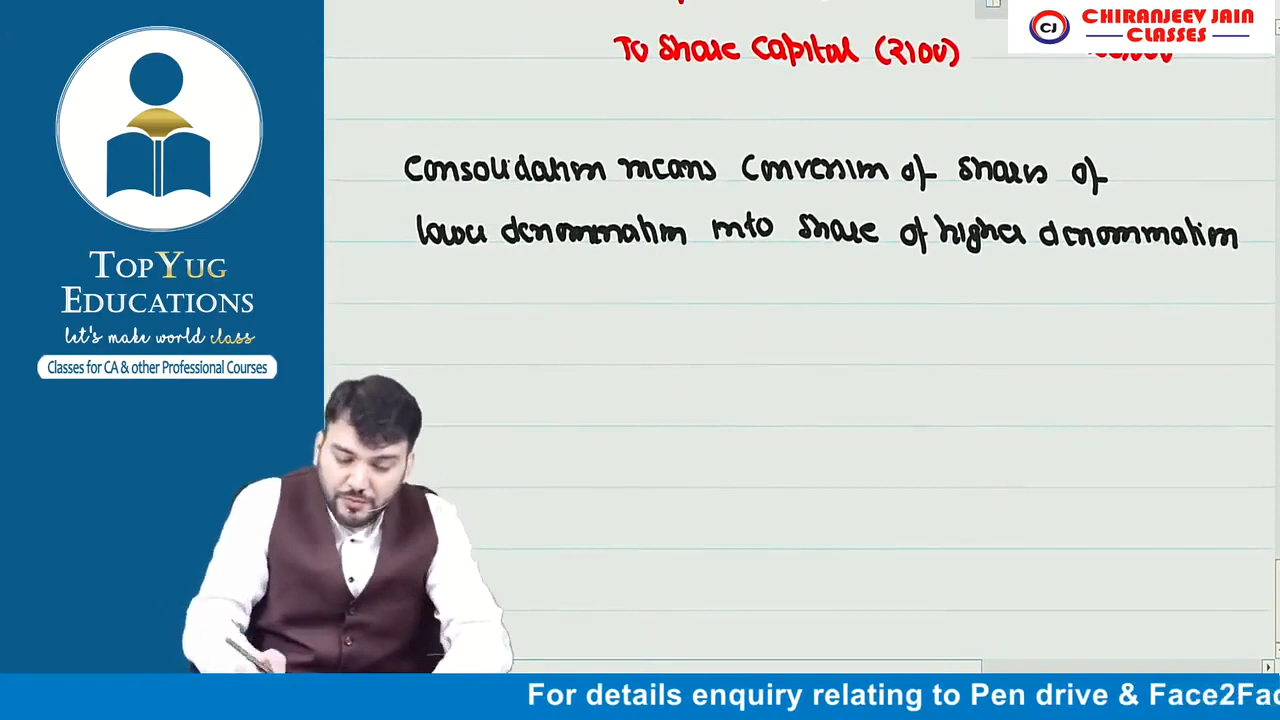 CHIRANJEEV JAIN
CLASSES
CJ
To Share Capital (₹100)
Consolidation means Conversion of shares of
lower denomination into share of higher denomination
TOPYUG
EDUCATIONS
let's make world class
Classes for CA & other Professional Courses
For details enquiry relating to Pen drive & Face2Fac